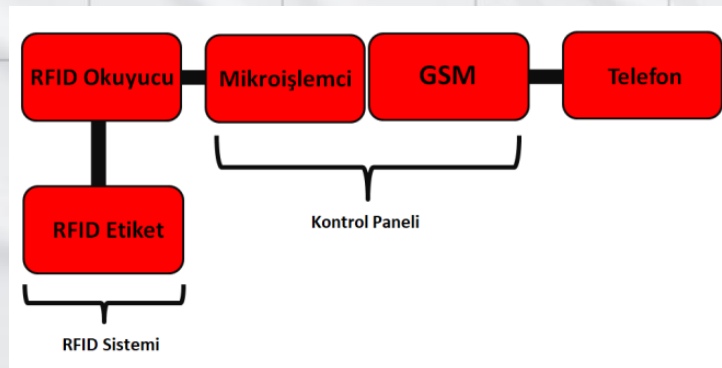 RFID Okuyucu
Mikroişlemci
GSM
Telefon
RFID Etiket
Kontrol Paneli
RFID Sistemi